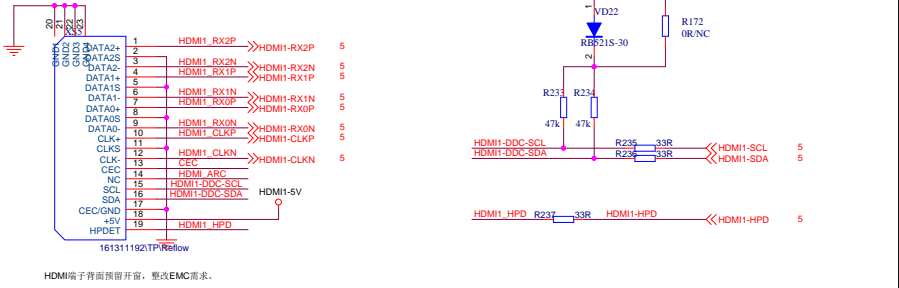 20
21
22
23
XS5
GND1
GND2
GND3
GND4
1 DATA2+ HDMI1_RX2P HDMI1-RX2P 5
2 DATA2S
3 DATA2- HDMI1_RX2N HDMI1-RX2N 5
4 DATA1+ HDMI1_RX1P HDMI1-RX1P 5
5 DATA1S
6 DATA1- HDMI1_RX1N HDMI1-RX1N 5
7 DATA0+ HDMI1_RX0P HDMI1-RX0P 5
8 DATA0S
9 DATA0- HDMI1_RX0N HDMI1-RX0N 5
10 CLK+ HDMI1_CLKP HDMI1-CLKP 5
11 CLKS
12 CLK- HDMI1_CLKN HDMI1-CLKN 5
13 CEC CEC
14 NC HDMI_ARC
15 SCL HDMI1-DDC-SCL
16 SDA HDMI1-DDC-SDA
17 CEC/GND
18 +5V HDMI1-5V
19 HPDET HDMI1_HPD
161311192\TP\Reflow
HDMI端子背面预留开窗，整改EMC需求。
1
VD22
RB521S-30
2
R172
0R/NC
R233
47k
R234
47k
HDMI1-DDC-SCL R235 33R HDMI1-SCL 5
HDMI1-DDC-SDA R236 33R HDMI1-SDA 5
HDMI1_HPD R237 33R HDMI1-HPD HDMI1-HPD 5